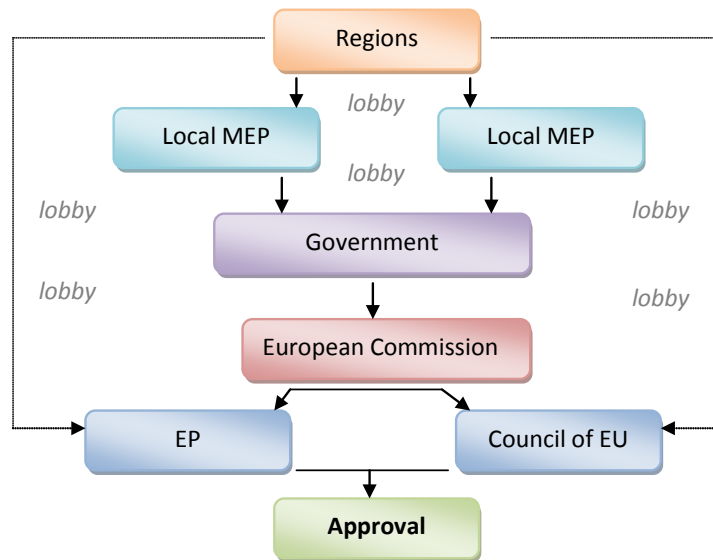 Regions
lobby
Local MEP
Local MEP
lobby
lobby
lobby
Government
lobby
lobby
European Commission
EP
Council of EU
Approval